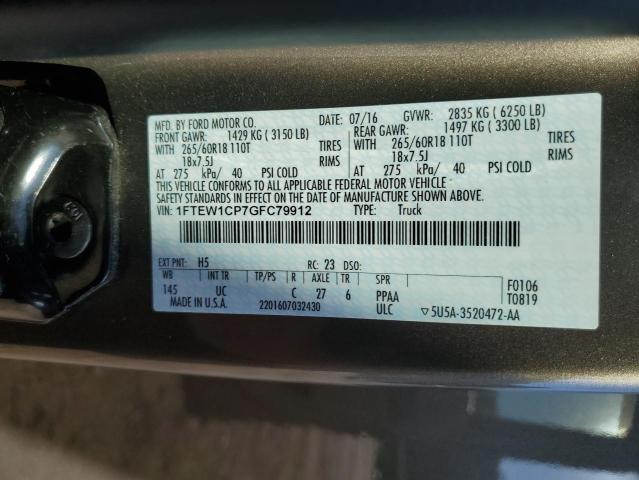 MFD. BY FORD MOTOR CO. 07/16 GVWR: 2835 KG ( 6250 LB)
FRONT GAWR: 1429 KG ( 3150 LB) REAR GAWR: 1497 KG ( 3300 LB)
WITH 265/60R18 110T TIRES WITH 265/60R18 110T TIRES
18x7.5J RIMS 18x7.5J RIMS
AT 275 kPa/ 40 PSI COLD AT 275 kPa/ 40 PSI COLD
THIS VEHICLE CONFORMS TO ALL APPLICABLE FEDERAL MOTOR VEHICLE
SAFETY STANDARDS IN EFFECT ON THE DATE OF MANUFACTURE SHOWN ABOVE.
VIN: 1FTEW1CP7GFC79912 TYPE: Truck
EXT PNT: H5 RC: 23 DSO:
WB INT TR TP/PS R AXLE TR SPR F0106
145 UC C 27 6 PPAA T0819
MADE IN U.S.A. 2201607032430 ULC ▽5U5A-3520472-AA